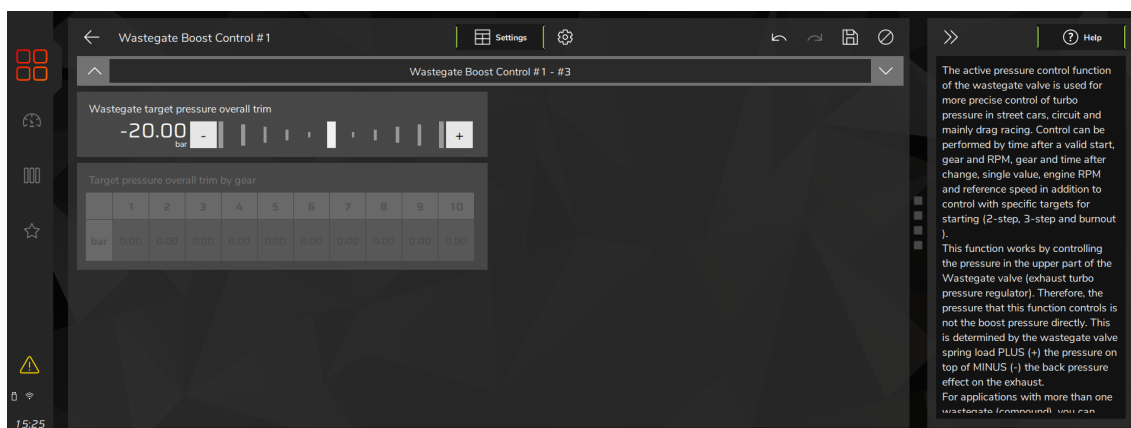 Wastegate Boost Control #1
Settings
Help
Wastegate Boost Control #1 - #3
Wastegate target pressure overall trim
-20.00
bar
-
+
Target pressure overall trim by gear
1 2 3 4 5 6 7 8 9 10
bar 0.00 0.00 0.00 0.00 0.00 0.00 0.00 0.00 0.00 0.00
15:25
The active pressure control function
of the wastegate valve is used for
more precise control of turbo
pressure in street cars, circuit and
mainly drag racing. Control can be
performed by time after a valid start,
gear and RPM, gear and time after
change, single value, engine RPM
and reference speed in addition to
control with specific targets for
starting (2-step, 3-step and burnout
).
This function works by controlling
the pressure in the upper part of the
Wastegate valve (exhaust turbo
pressure regulator). Therefore, the
pressure that this function controls is
not the boost pressure directly. This
is determined by the wastegate valve
spring load PLUS (+) the pressure on
top of MINUS (-) the back pressure
effect on the exhaust.
For applications with more than one
wastegate (compound), you can